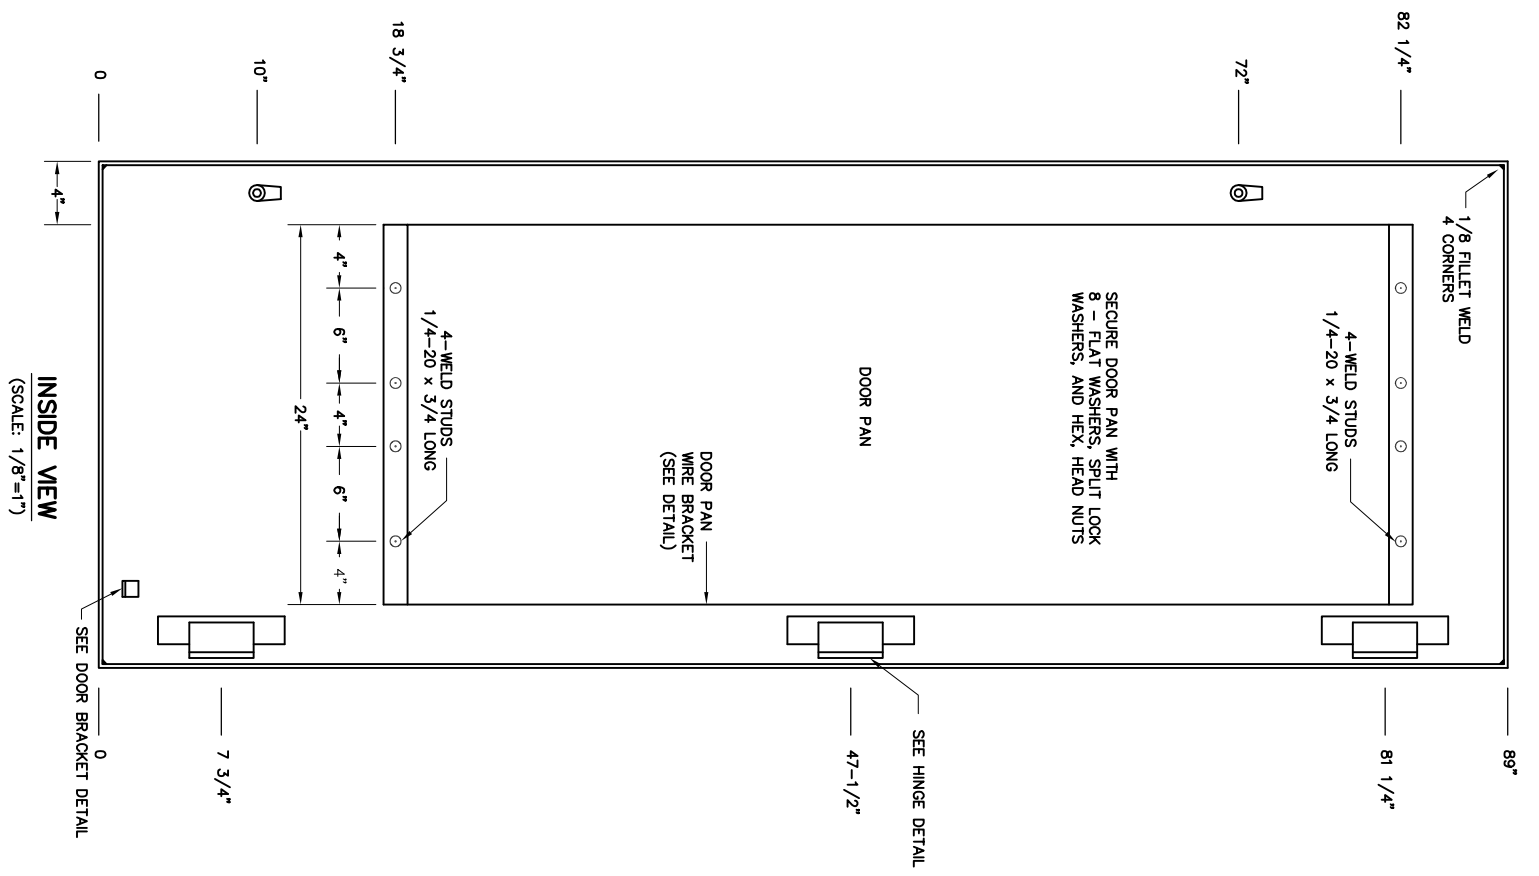 89"
82 1/4"
1/8 FILLET WELD
4 CORNERS
4-WELD STUDS
1/4-20 x 3/4 LONG
81 1/4"
72"
SECURE DOOR PAN WITH
8 - FLAT WASHERS, SPLIT LOCK
WASHERS, AND HEX, HEAD NUTS
DOOR PAN
SEE HINGE DETAIL
47-1/2"
DOOR PAN
WIRE BRACKET
(SEE DETAIL)
18 3/4"
4-WELD STUDS
1/4-20 x 3/4 LONG
4"
6"
4"
6"
4"
24"
10"
7 3/4"
0
0
4"
SEE DOOR BRACKET DETAIL
INSIDE VIEW
(SCALE: 1/8"=1")